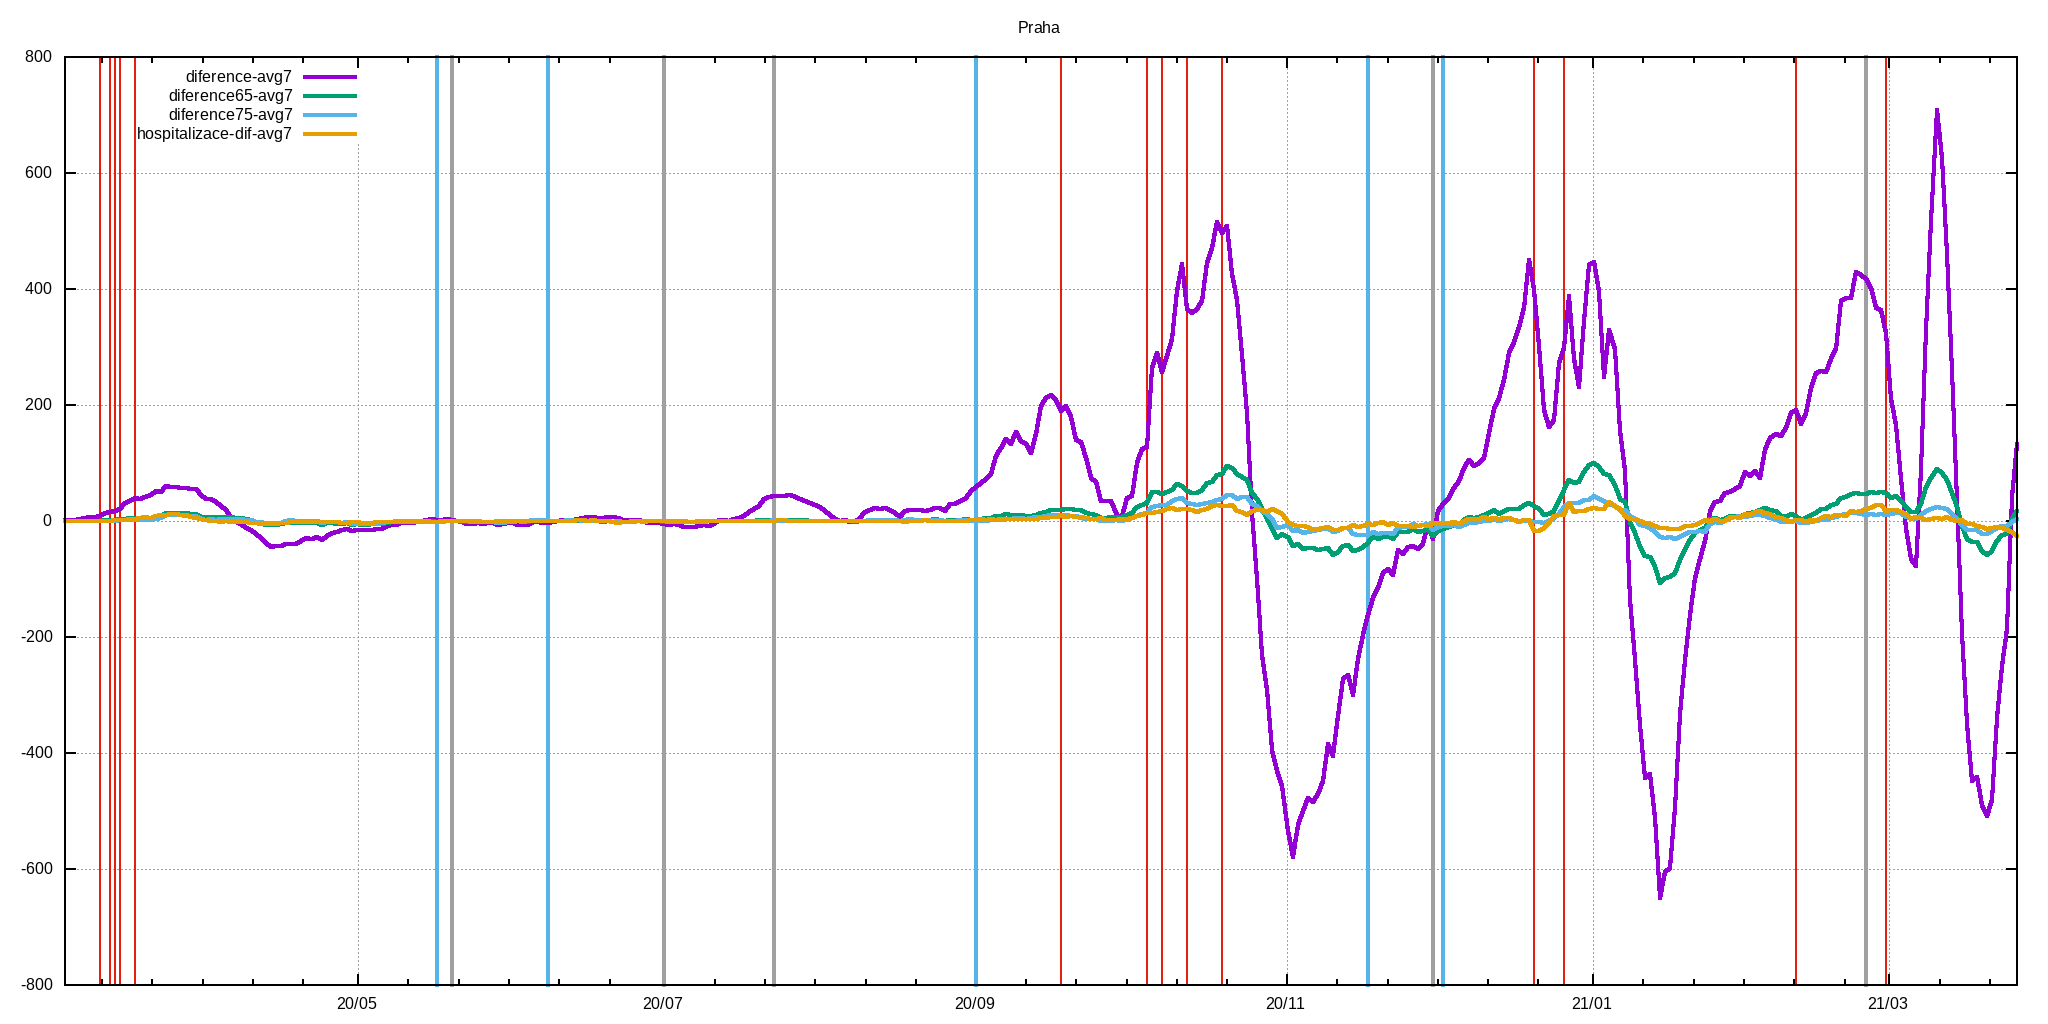 Praha
diference-avg7
diference65-avg7
diference75-avg7
hospitalizace-dif-avg7
800
600
400
200
0
-200
-400
-600
-800
20/05 20/07 20/09 20/11 21/01 21/03